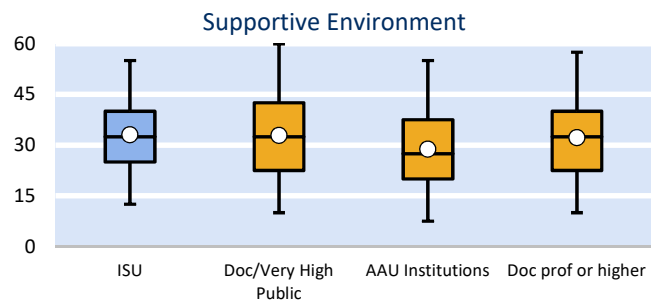 Supportive Environment
60
45
30
15
0
ISU
Doc/Very High
Public
AAU Institutions
Doc prof or higher